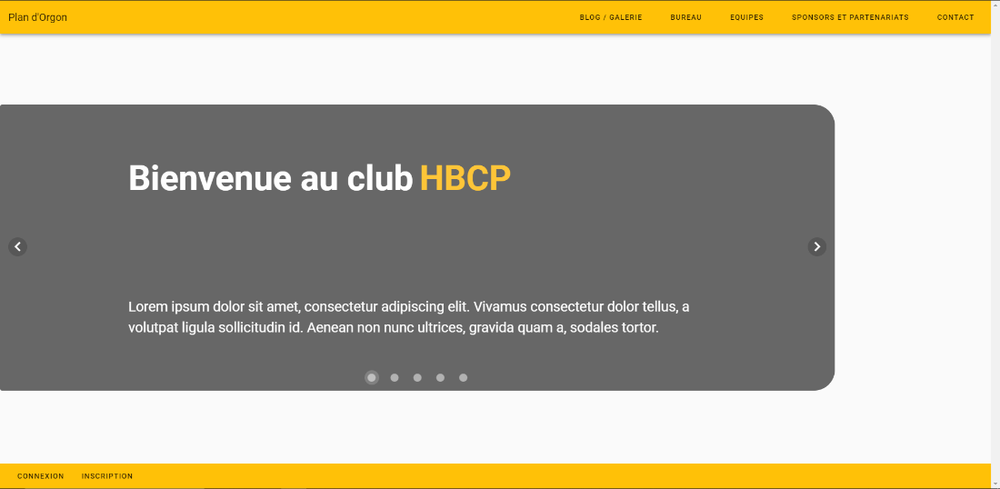 Plan d'Orgon
BLOG / GALERIE BUREAU EQUIPES SPONSORS ET PARTENARIATS CONTACT
Bienvenue au club HBCP
Lorem ipsum dolor sit amet, consectetur adipiscing elit. Vivamus consectetur dolor tellus, a
volutpat ligula sollicitudin id. Aenean non nunc ultrices, gravida quam a, sodales tortor.
CONNEXION INSCRIPTION